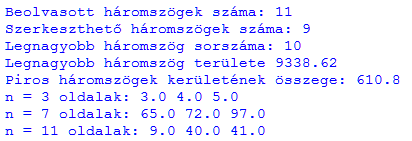 Beolvasott háromszögek száma: 11
Szerkeszthető háromszögek száma: 9
Legnagyobb háromszög sorszáma: 10
Legnagyobb háromszög területe 9338.62
Piros háromszögek kerületének összege: 610.8
n = 3 oldalak: 3.0 4.0 5.0
n = 7 oldalak: 65.0 72.0 97.0
n = 11 oldalak: 9.0 40.0 41.0